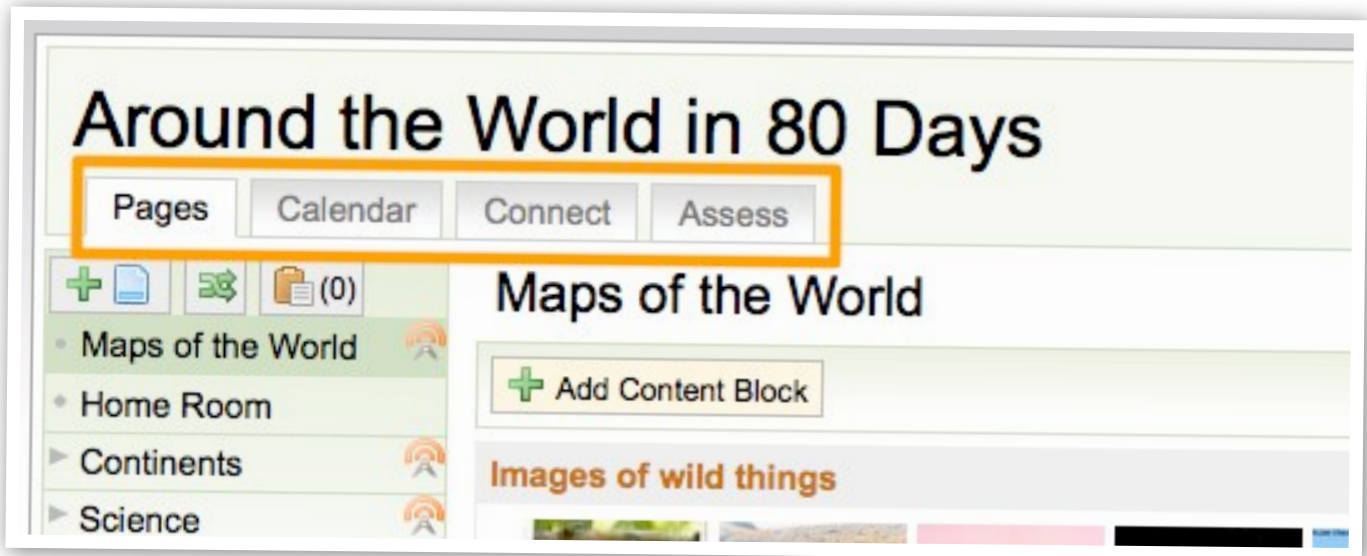 Around the World in 80 Days
Pages Calendar Connect Assess
(0)
Maps of the World
Maps of the World
Home Room
Continents
Science
Add Content Block
Images of wild things